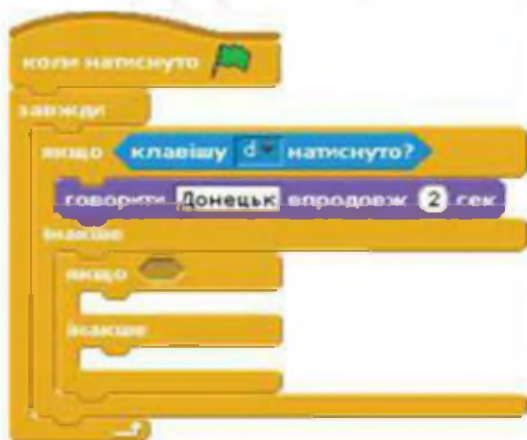 коли натиснуто
завжди
якщо клавішу d натиснуто?
говорити Донецьк впродовж 2 сек
інакше
якщо
інакше